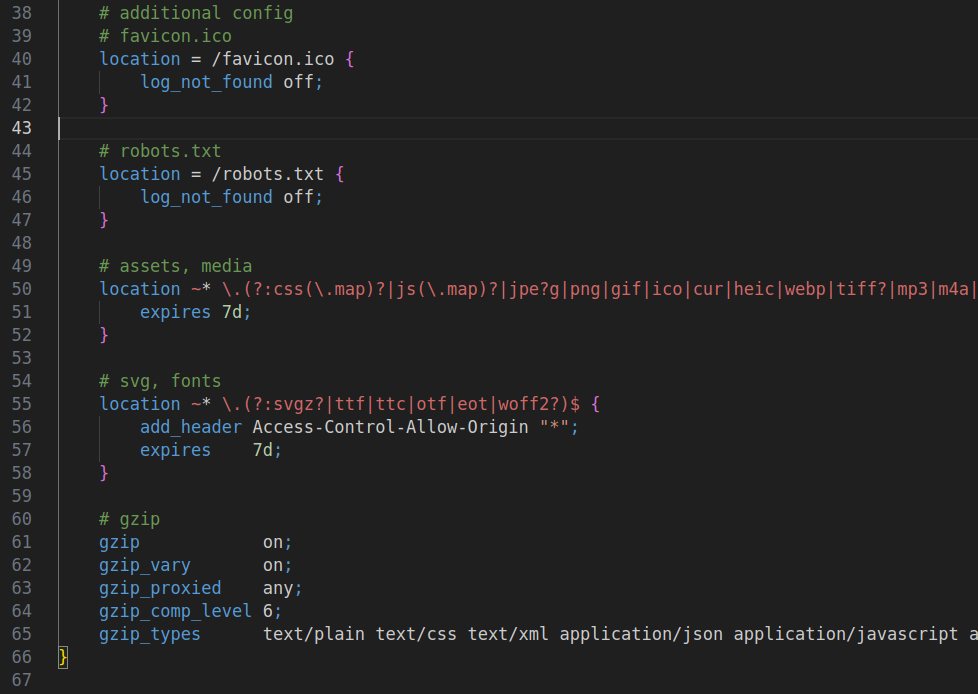 38 # additional config
39 # favicon.ico
40 location = /favicon.ico {
41 log_not_found off;
42 }
43
44 # robots.txt
45 location = /robots.txt {
46 log_not_found off;
47 }
48
49 # assets, media
50 location ~* \.(?:css(\.map)?|js(\.map)?|jpe?g|png|gif|ico|cur|heic|webp|tiff?|mp3|m4a|
51 expires 7d;
52 }
53
54 # svg, fonts
55 location ~* \.(?:svgz?|ttf|ttc|otf|eot|woff2?)$ {
56 add_header Access-Control-Allow-Origin "*";
57 expires    7d;
58 }
59
60 # gzip
61 gzip            on;
62 gzip_vary       on;
63 gzip_proxied    any;
64 gzip_comp_level 6;
65 gzip_types      text/plain text/css text/xml application/json application/javascript a
66 }
67